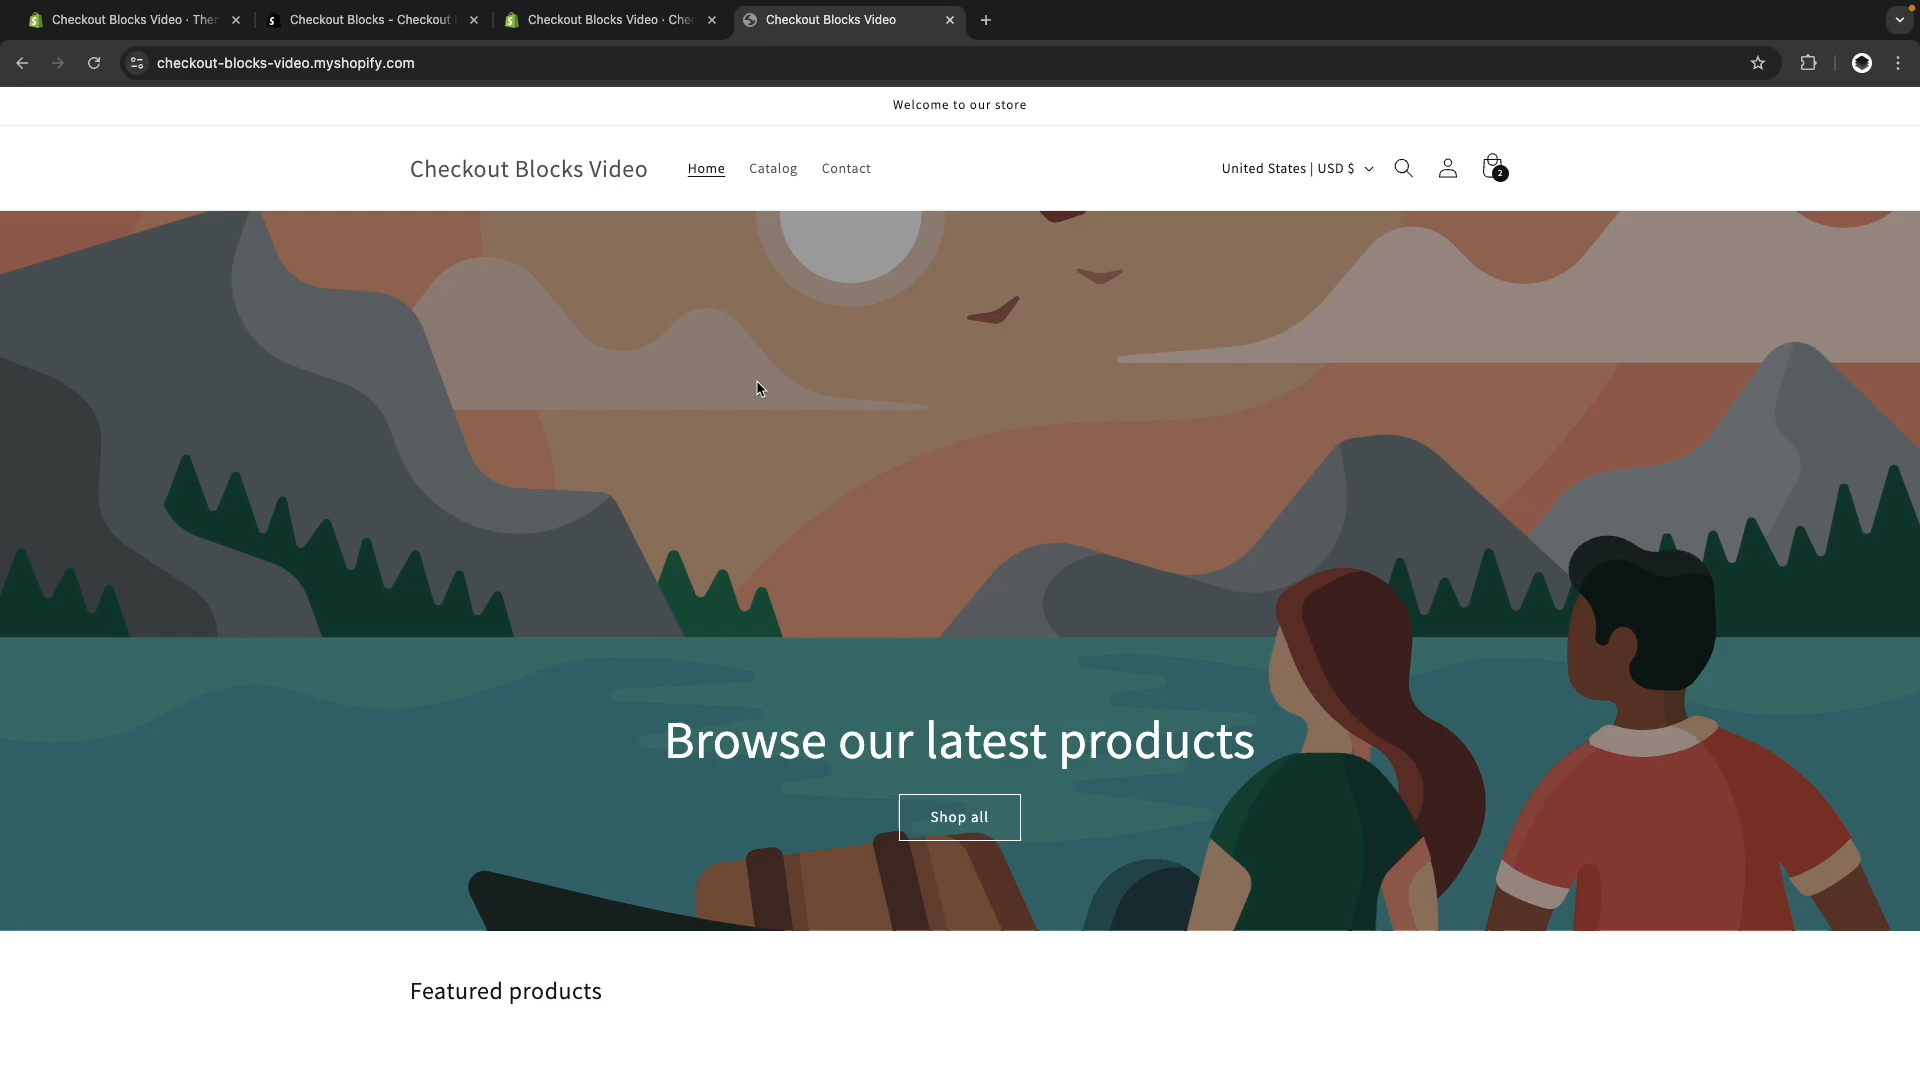 Checkout Blocks Video · Ther
Checkout Blocks - Checkout
Checkout Blocks Video · Chec
Checkout Blocks Video
checkout-blocks-video.myshopify.com
Welcome to our store
Checkout Blocks Video
Home
Catalog
Contact
United States | USD $
2
Browse our latest products
Shop all
Featured products